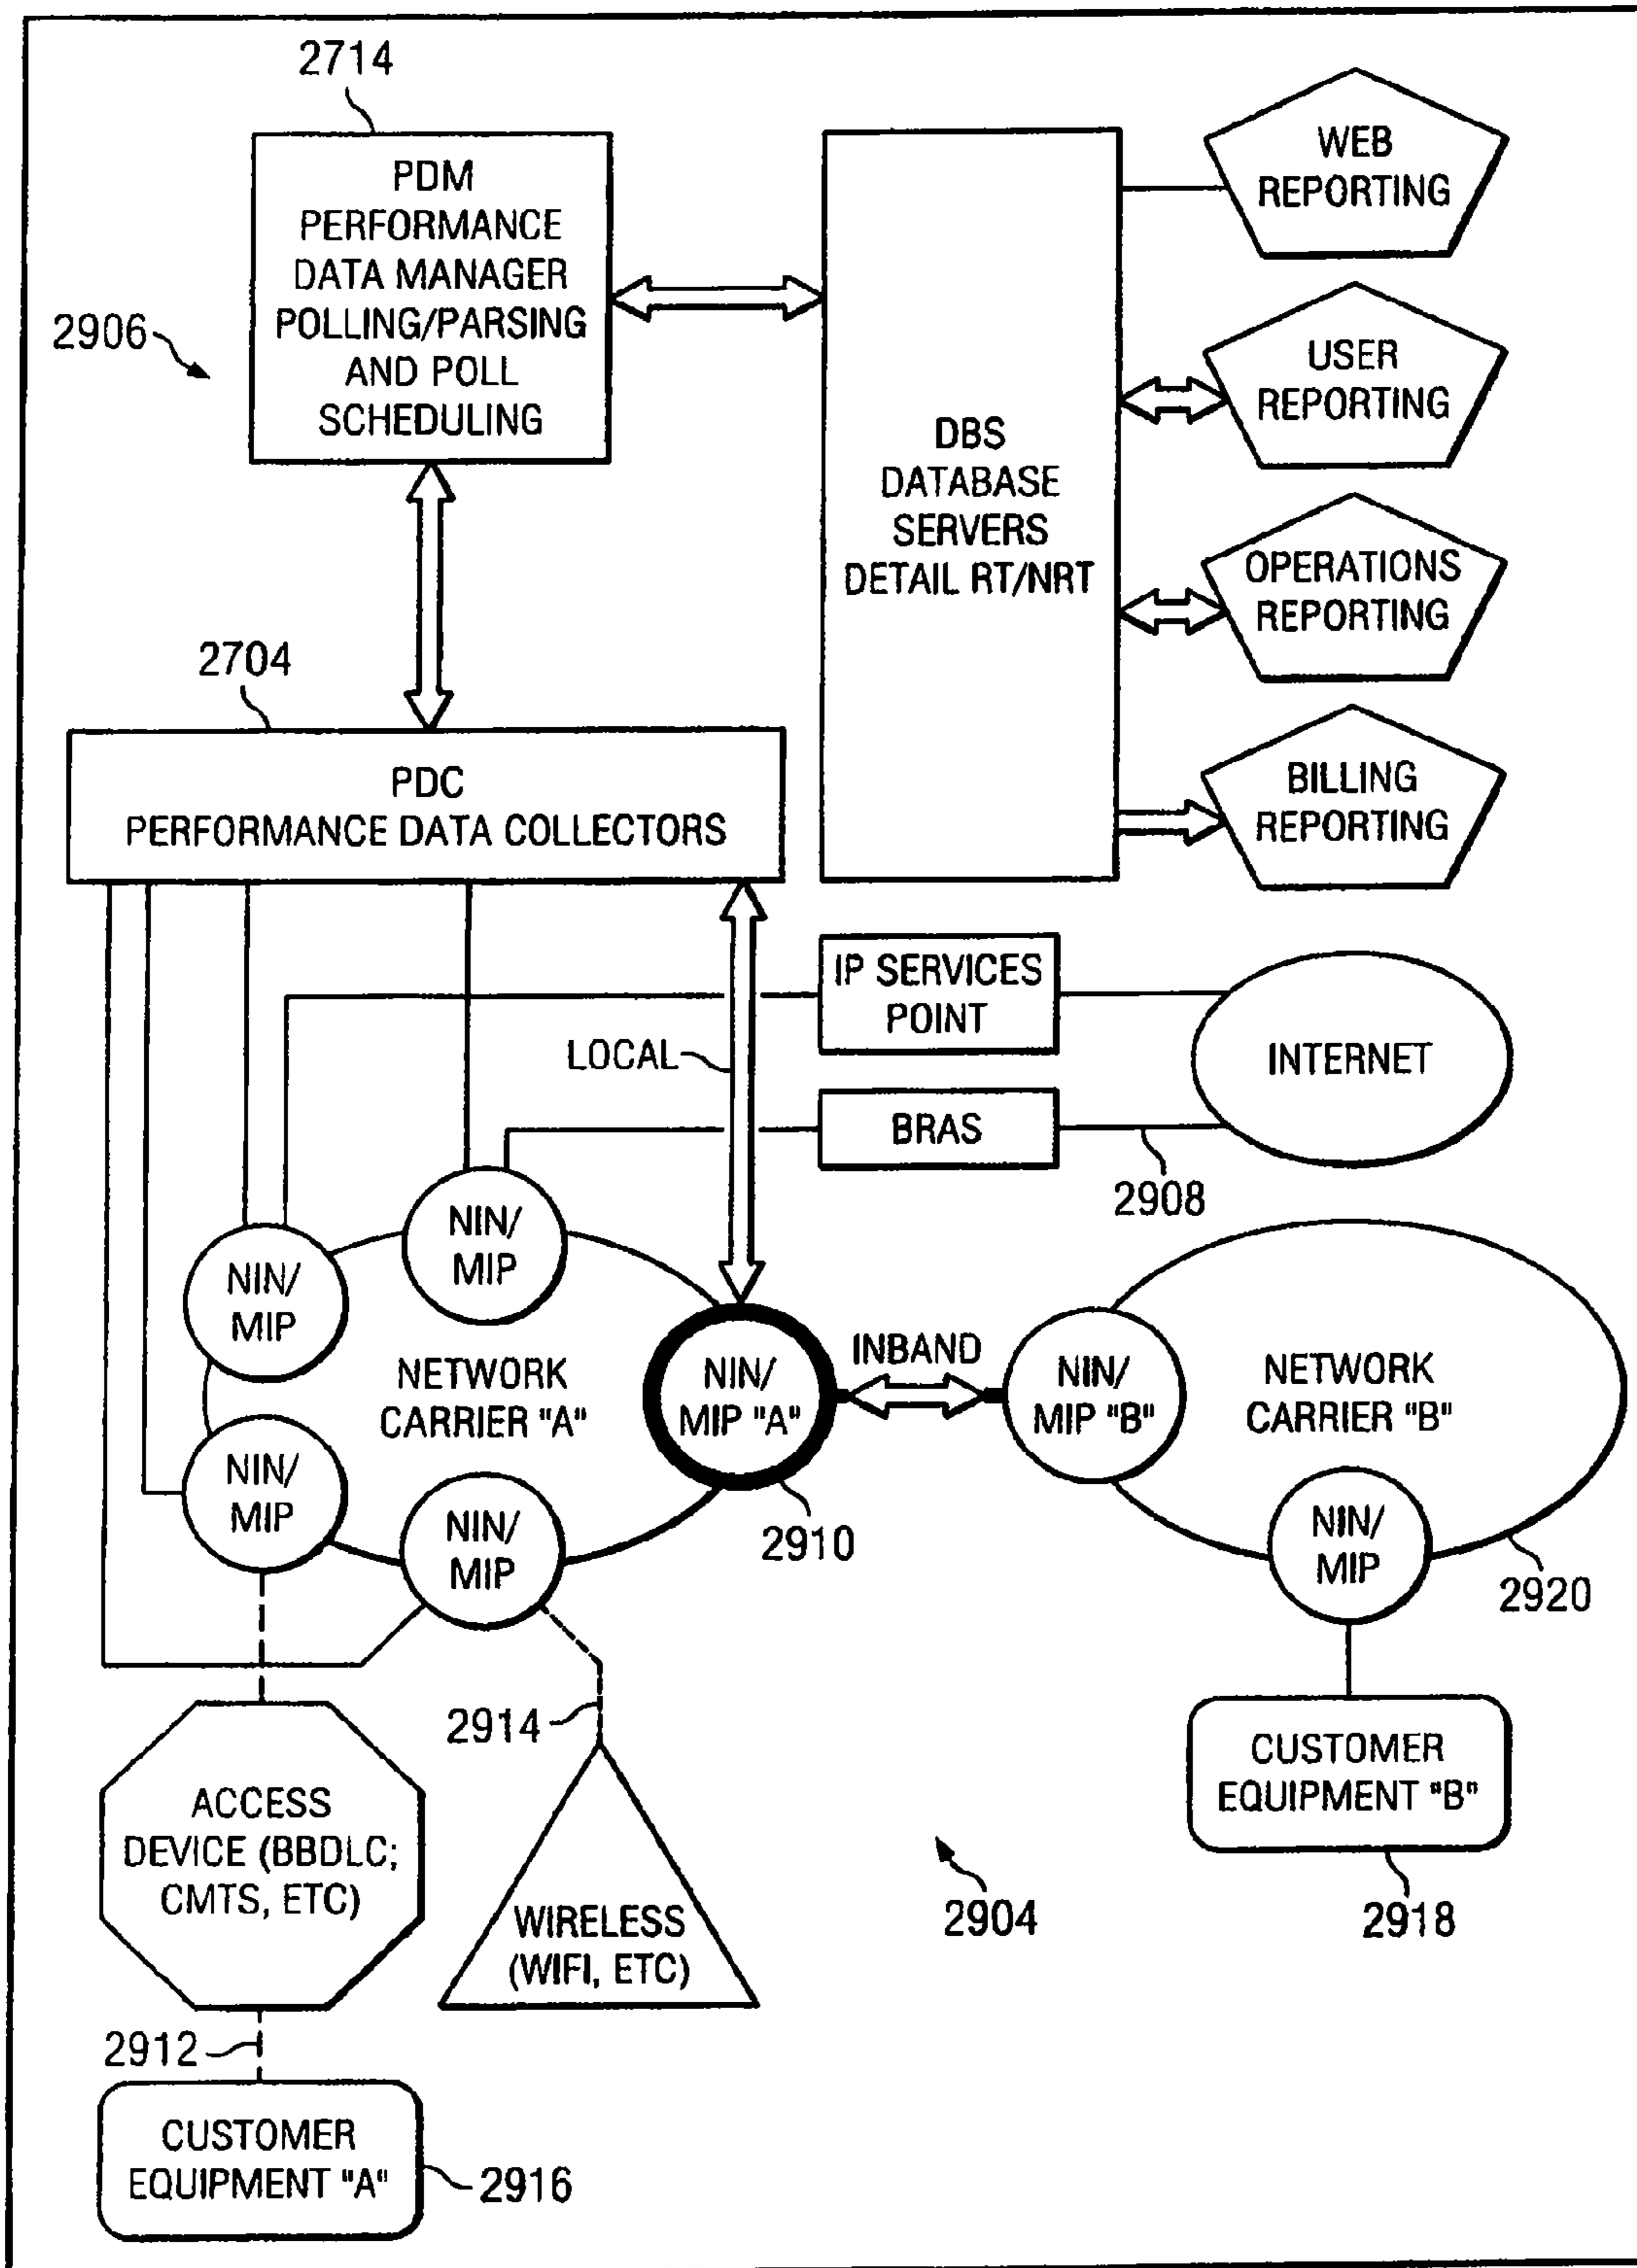 2714
PDM
PERFORMANCE
DATA MANAGER
POLLING/PARSING
AND POLL
SCHEDULING
2906
DBS
DATABASE
SERVERS
DETAIL RT/NRT
WEB
REPORTING
USER
REPORTING
OPERATIONS
REPORTING
BILLING
REPORTING
2704
PDC
PERFORMANCE DATA COLLECTORS
IP SERVICES
POINT
LOCAL
INTERNET
BRAS
2908
NIN/
MIP
NIN/
MIP
NETWORK
CARRIER "A"
NIN/
MIP "A"
INBAND
NIN/
MIP "B"
NETWORK
CARRIER "B"
NIN/
MIP
NIN/
MIP
2910
NIN/
MIP
2920
2914
ACCESS
DEVICE (BBDLC;
CMTS, ETC)
WIRELESS
(WIFI, ETC)
2904
CUSTOMER
EQUIPMENT "B"
2918
2912
CUSTOMER
EQUIPMENT "A"
2916